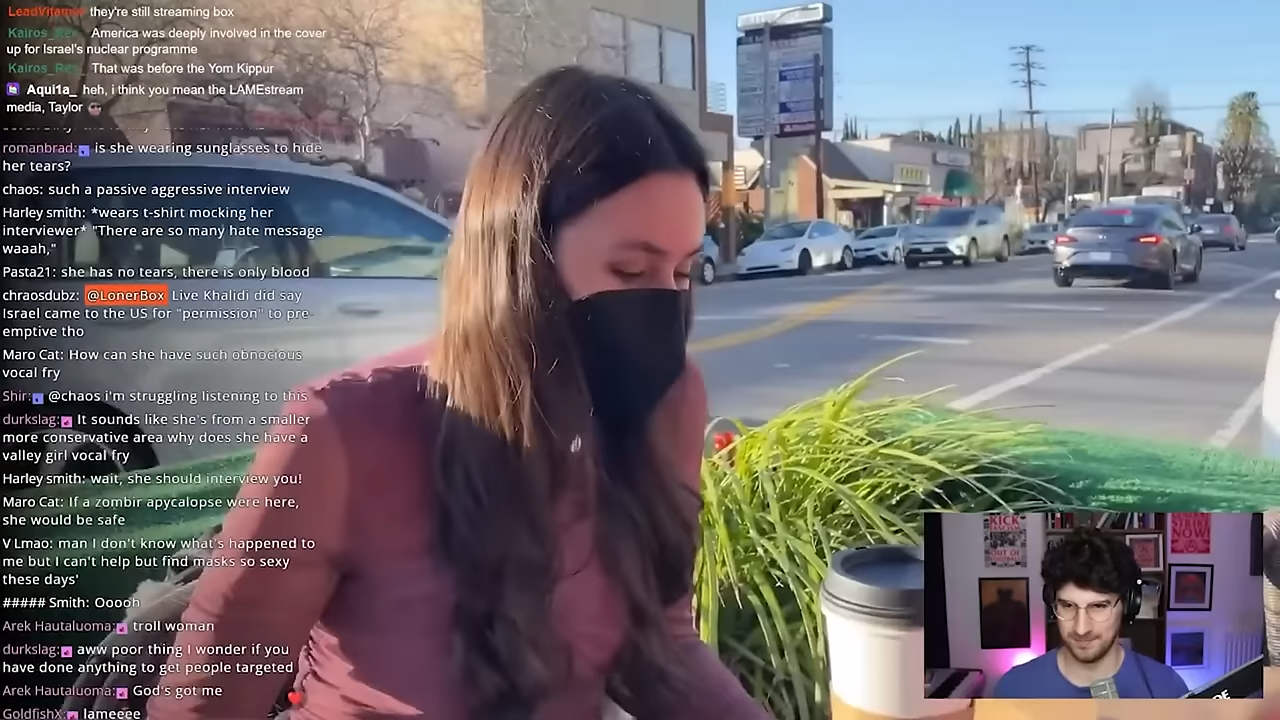 LeadVitamin they're still streaming box
Kairos_Rex America was deeply involved in the cover
up for Israel's nuclear programme
Kairos_Rex That was before the Yom Kippur
Aqui1a_ heh, i think you mean the LAMEstream
media, Taylor
romanbrad: is she wearing sunglasses to hide
her tears?
chaos: such a passive aggressive interview
Harley smith: *wears t-shirt mocking her
interviewer* "There are so many hate message
waaah,"
Pasta21: she has no tears, there is only blood
chraosdubz: @LonerBox Live Khalidi did say
Israel came to the US for "permission" to pre-
emptive tho
Maro Cat: How can she have such obnocious
vocal fry
Shir: @chaos i'm struggling listening to this
durkslag: It sounds like she's from a smaller
more conservative area why does she have a
valley girl vocal fry
Harley smith: wait, she should interview you!
Maro Cat: If a zombir apycalopse were here,
she would be safe
V Lmao: man I don't know what's happened to
me but I can't help but find masks so sexy
these days'
##### Smith: Ooooh
Arek Hautaluoma: troll woman
durkslag: aww poor thing I wonder if you
have done anything to get people targeted
Arek Hautaluoma: God's got me
GoldfishX: lameeee
KICK
OUT OF
NOW!